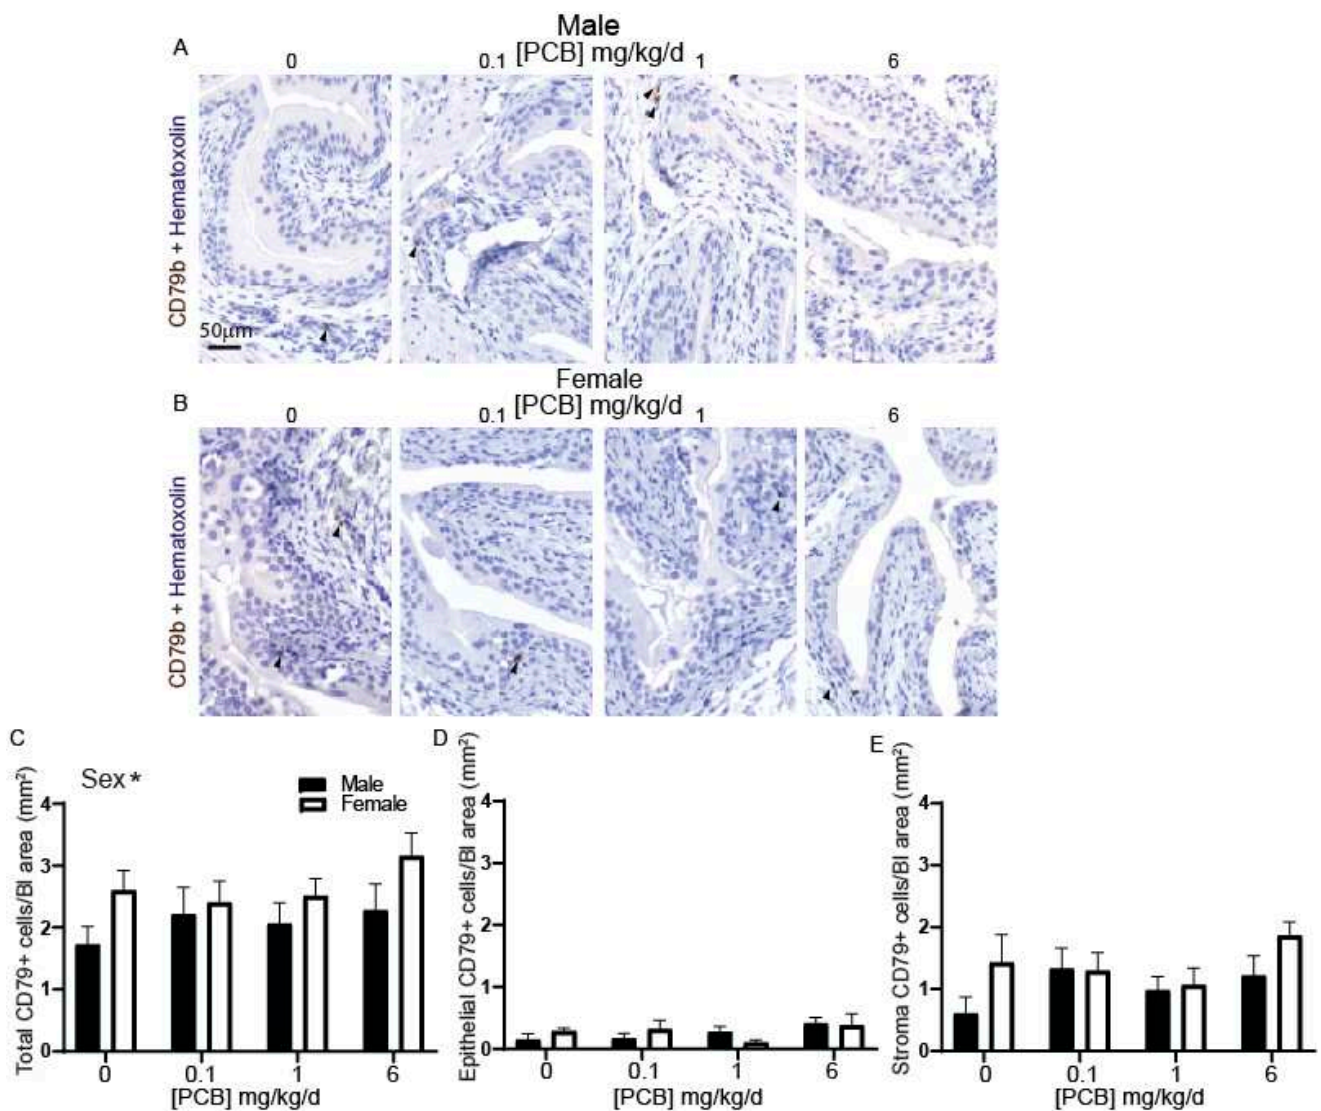 Male
A
[PCB] mg/kg/d
0
0.1
1
6
CD79b + Hematoxolin
50μm
Female
B
[PCB] mg/kg/d
0
0.1
1
6
CD79b + Hematoxolin
C
Sex*
Male
Female
Total CD79+ cells/Bl area (mm²)
4
3
2
1
0
0
0.1
1
6
[PCB] mg/kg/d
D
Epithelial CD79+ cells/Bl area (mm²)
4
3
2
1
0
0
0.1
1
6
[PCB] mg/kg/d
E
Stroma CD79+ cells/Bl area (mm²)
4
3
2
1
0
0
0.1
1
6
[PCB] mg/kg/d